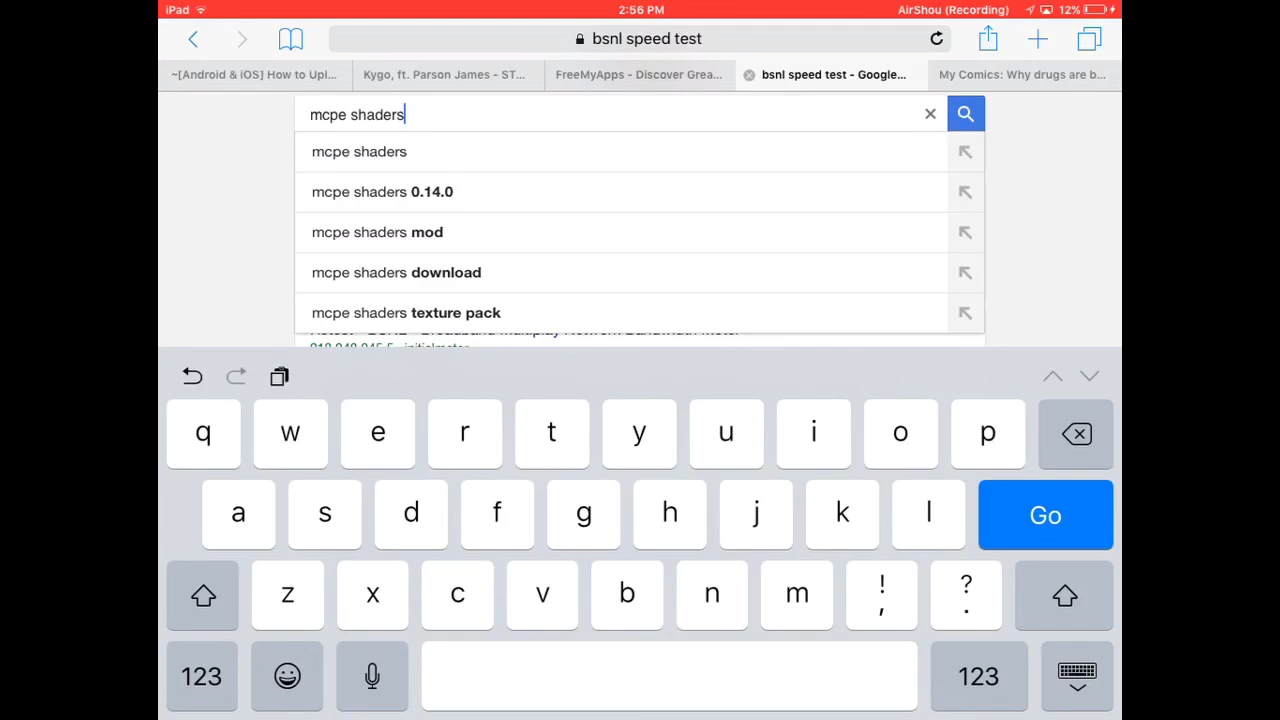 iPad 2:56 PM AirShou (Recording) 12%
bsnl speed test
~[Android & iOS] How to Upl... Kygo, ft. Parson James - ST... FreeMyApps - Discover Grea... bsnl speed test - Google... My Comics: Why drugs are b...
mcpe shaders
mcpe shaders
mcpe shaders 0.14.0
mcpe shaders mod
mcpe shaders download
mcpe shaders texture pack
q w e r t y u i o p
a s d f g h j k l Go
z x c v b n m ! , ? .
123 123